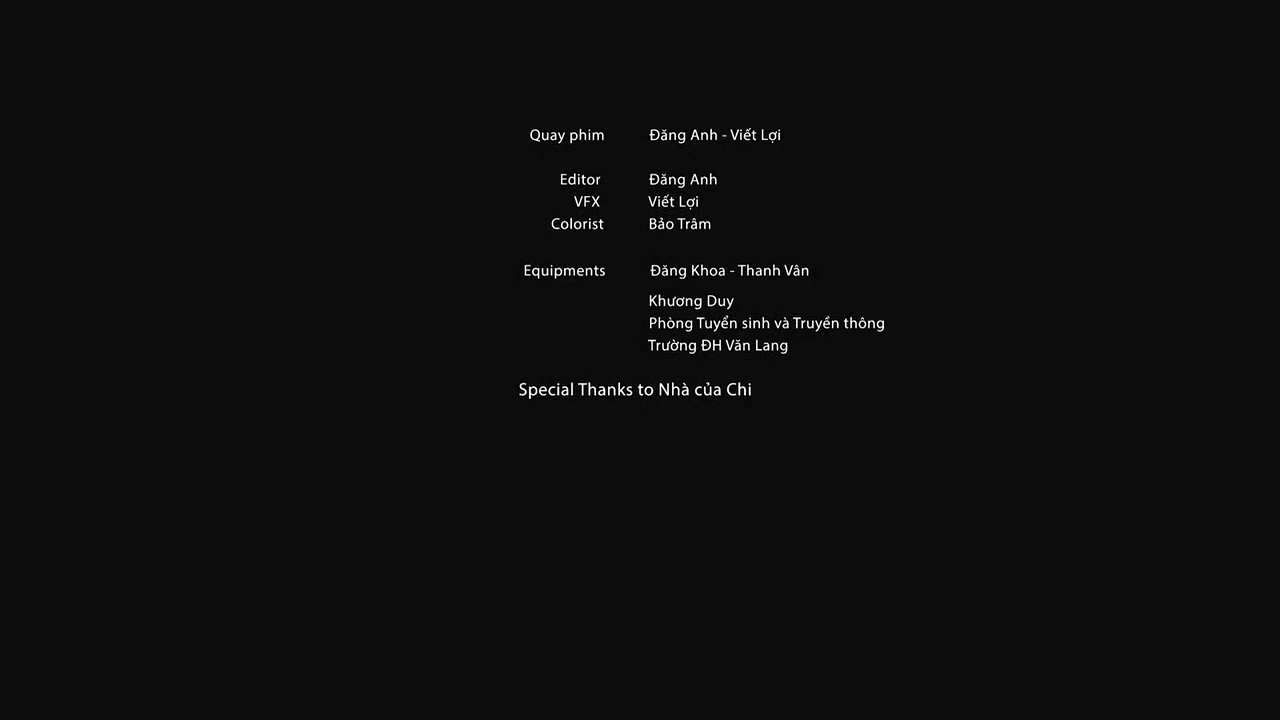 Quay phim Đăng Anh - Viết Lợi
Editor Đăng Anh
VFX Viết Lợi
Colorist Bảo Trâm
Equipments Đăng Khoa - Thanh Vân
Khương Duy
Phòng Tuyển sinh và Truyền thông
Trường ĐH Văn Lang
Special Thanks to Nhà của Chi